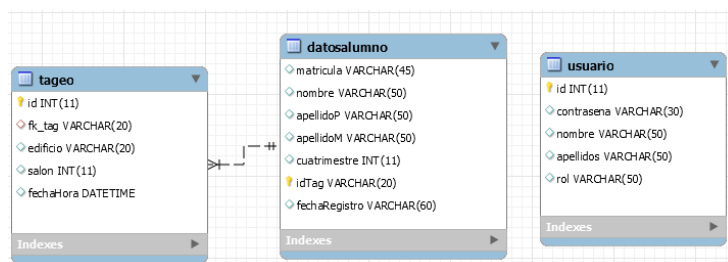 tageo
id INT(11)
fk_tag VARCHAR(20)
edificio VARCHAR(20)
salon INT(11)
fechaHora DATETIME
Indexes
datosalumno
matricula VARCHAR(45)
nombre VARCHAR(50)
apellidoP VARCHAR(50)
apellidoM VARCHAR(50)
cuatrimestre INT(11)
idTag VARCHAR(20)
fechaRegistro VARCHAR(60)
Indexes
usuario
id INT(11)
contrasena VARCHAR(30)
nombre VARCHAR(50)
apellidos VARCHAR(50)
rol VARCHAR(50)
Indexes